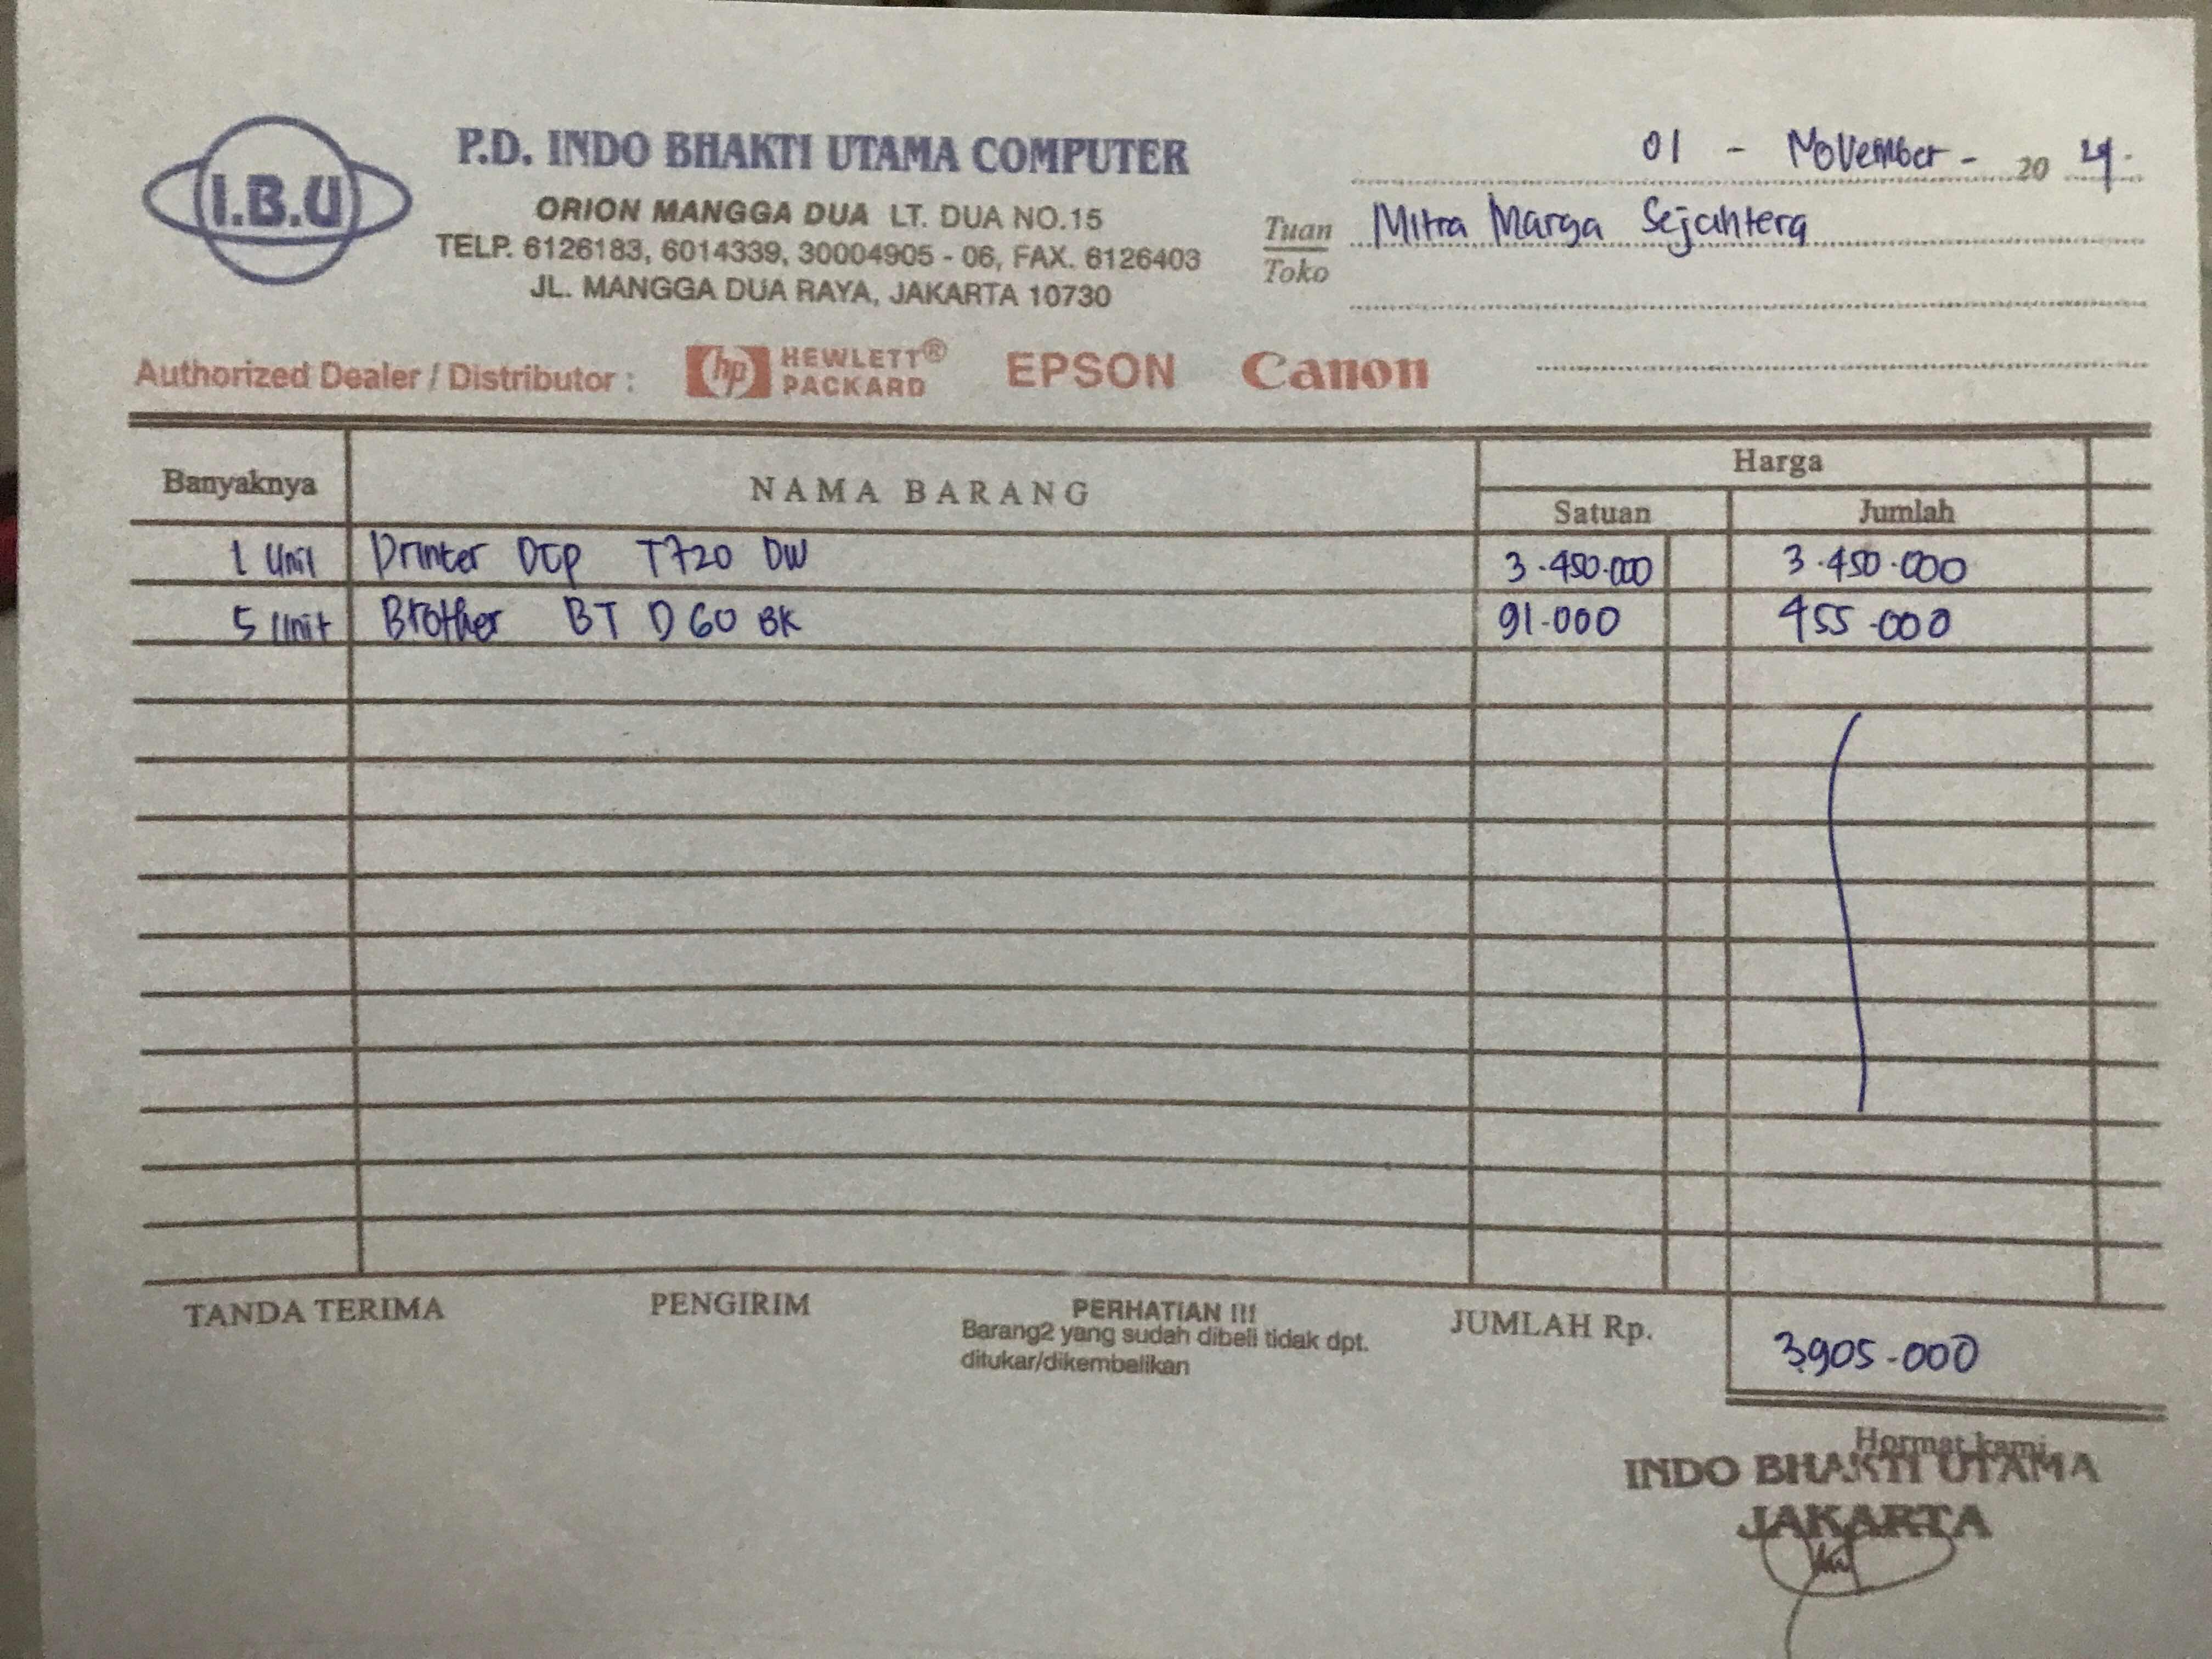 I.B.U
P.D. INDO BHAKTI UTAMA COMPUTER
ORION MANGGA DUA LT. DUA NO.15
TELP. 6126183, 6014339, 30004905 - 06, FAX. 6126403
JL. MANGGA DUA RAYA, JAKARTA 10730
01 - November - 20 24.
Tuan Mitra Marga Sejahtera
Toko
Authorized Dealer / Distributor : hp HEWLETT® PACKARD EPSON Canon
Banyaknya NAMA BARANG Harga
Satuan Jumlah
1 Unit Printer DCP T720 DW 3.450.000 3.450.000
5 Unit Brother BT D60 BK 91.000 455.000
TANDA TERIMA PENGIRIM PERHATIAN !!! JUMLAH Rp. 3.905.000
Barang2 yang sudah dibeli tidak dpt.
ditukar/dikembalikan
Hormat kami
INDO BHAKTI UTAMA
JAKARTA